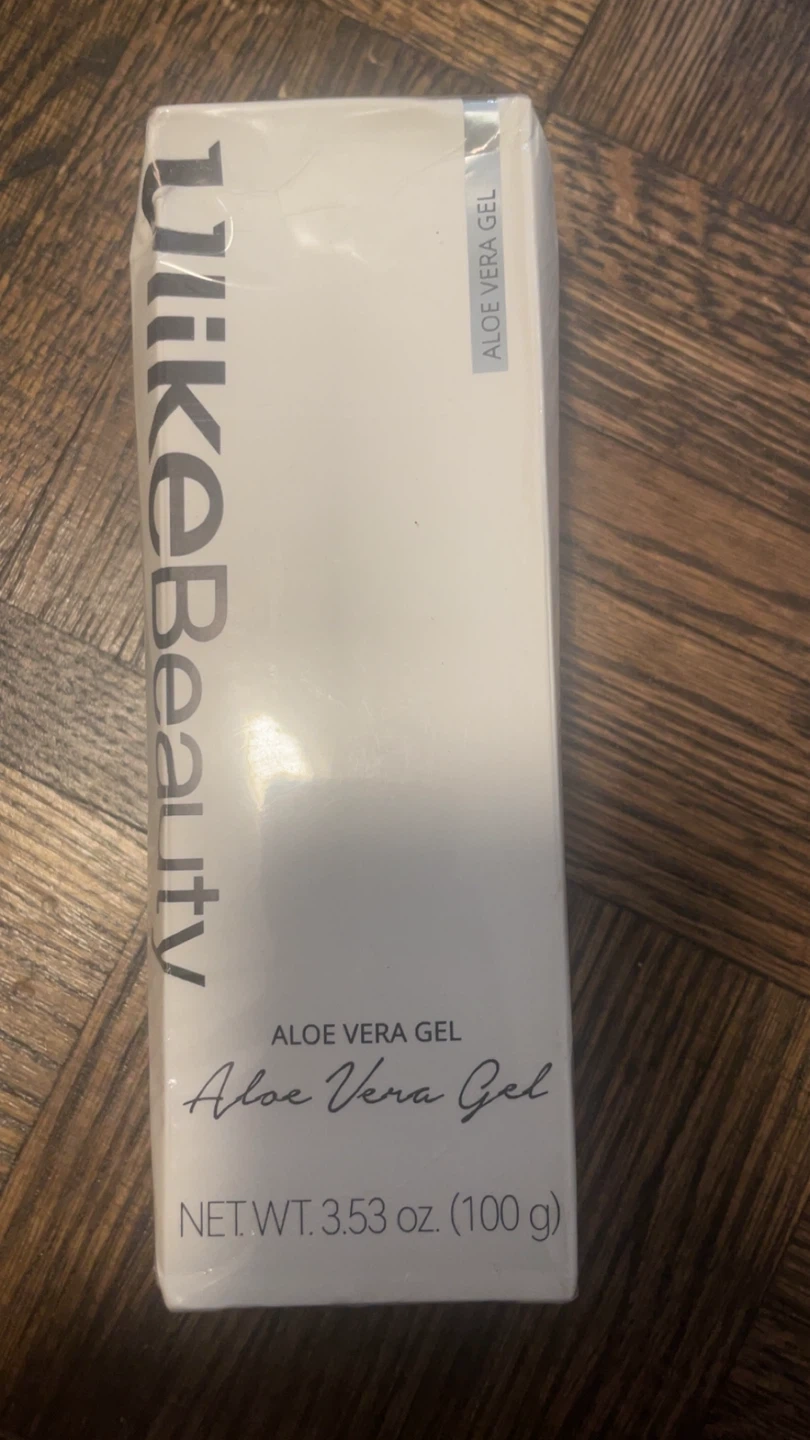 UlikeBeauty
ALOE VERA GEL
ALOE VERA GEL
Aloe Vera Gel
NET. WT. 3.53 oz. (100 g)